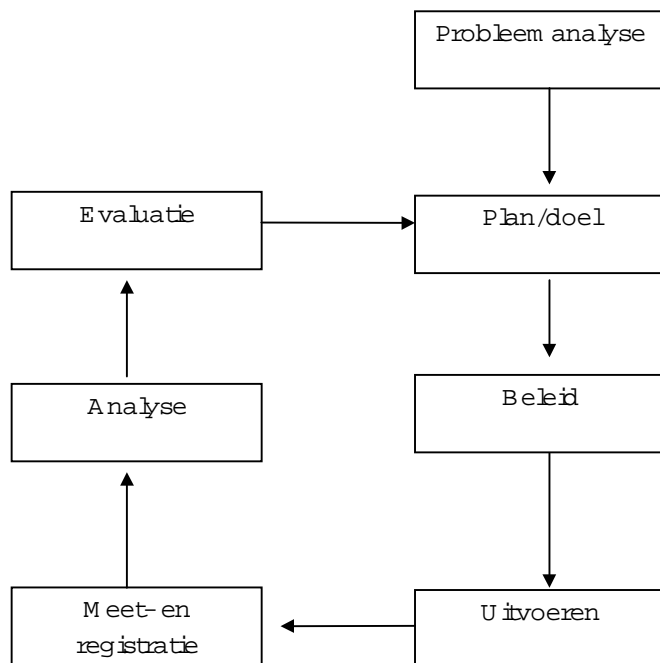 Probleem analyse
Evaluatie
Plan/doel
Analyse
Beleid
Meet-en
registratie
Uitvoeren